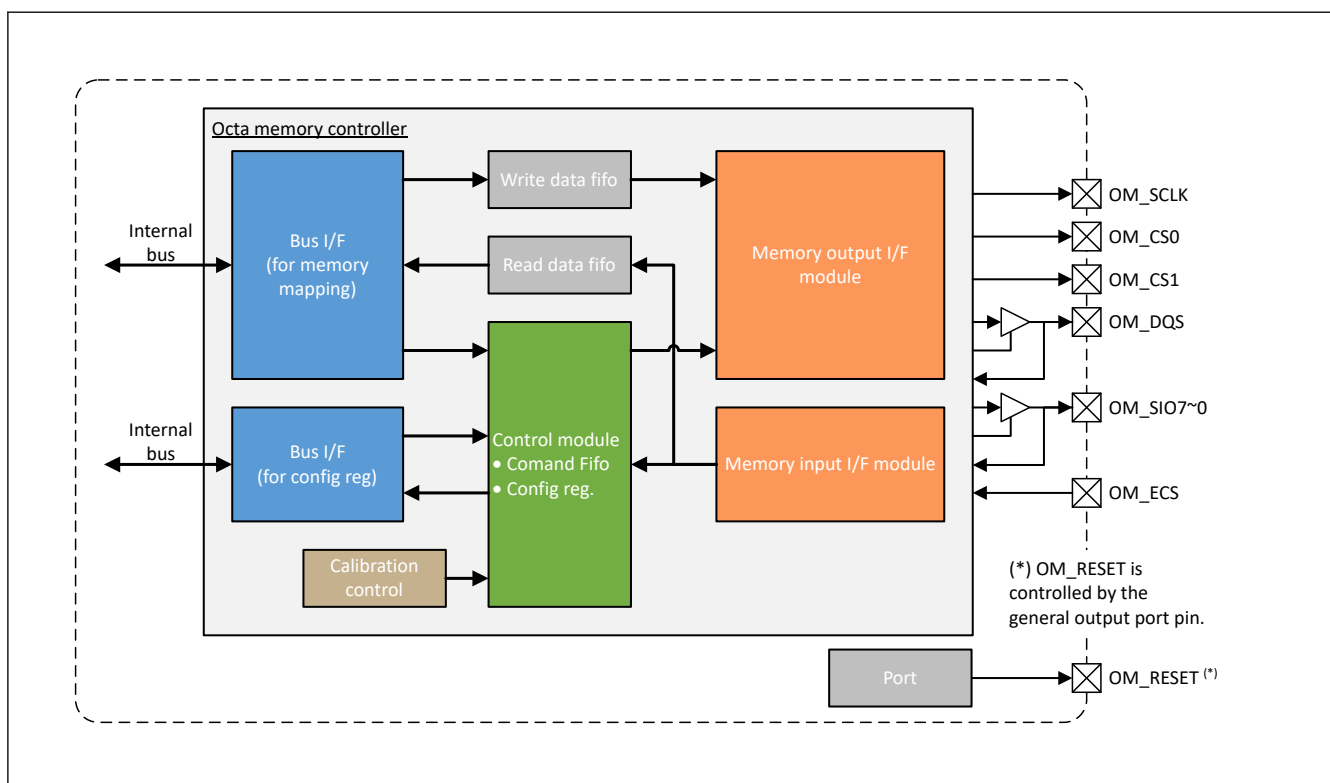 Octa memory controller
Internal
bus
Bus I/F
(for memory
mapping)
Write data fifo
Read data fifo
Memory output I/F
module
OM_SCLK
OM_CS0
OM_CS1
OM_DQS
Internal
bus
Bus I/F
(for config reg)
Control module
• Comand Fifo
• Config reg.
Memory input I/F module
OM_SIO7~0
OM_ECS
Calibration
control
(*) OM_RESET is
controlled by the
general output port pin.
Port
OM_RESET (*)